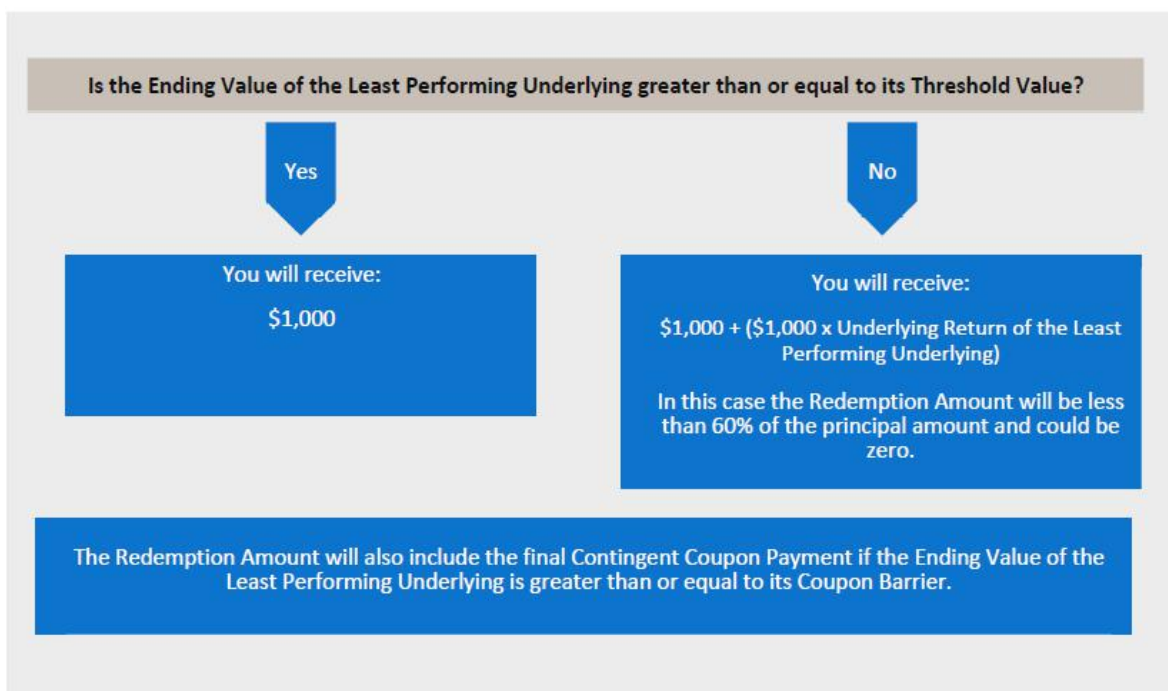 Is the Ending Value of the Least Performing Underlying greater than or equal to its Threshold Value?
Yes
No
You will receive:
$1,000
You will receive:
$1,000 + ($1,000 x Underlying Return of the Least
Performing Underlying)
In this case the Redemption Amount will be less
than 60% of the principal amount and could be
zero.
The Redemption Amount will also include the final Contingent Coupon Payment if the Ending Value of the
Least Performing Underlying is greater than or equal to its Coupon Barrier.